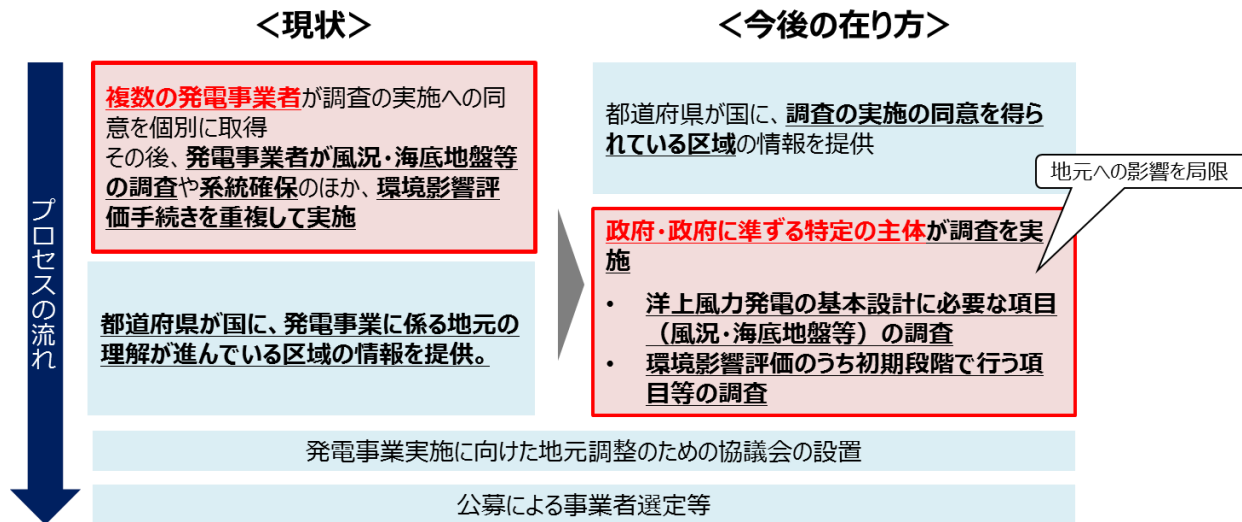 <現状>
<今後の在り方>
プロセスの流れ
複数の発電事業者が調査の実施への同
意を個別に取得
その後、発電事業者が風況・海底地盤等
の調査や系統確保のほか、環境影響評
価手続きを重複して実施
都道府県が国に、発電事業に係る地元の
理解が進んでいる区域の情報を提供。
都道府県が国に、調査の実施の同意を得ら
れている区域の情報を提供
地元への影響を局限
政府・政府に準ずる特定の主体が調査を実
施
• 洋上風力発電の基本設計に必要な項目
（風況・海底地盤等）の調査
• 環境影響評価のうち初期段階で行う項
目等の調査
発電事業実施に向けた地元調整のための協議会の設置
公募による事業者選定等